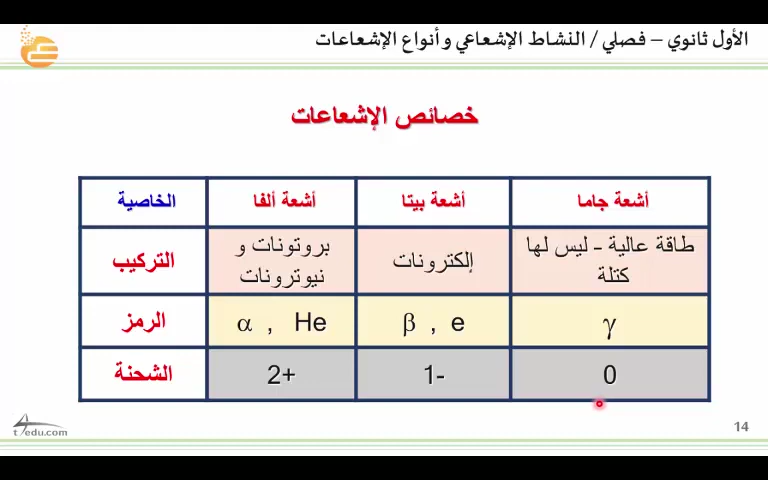 الأول ثانوي – فصلي / النشاط الإشعاعي وأنواع الإشعاعات
خصائص الإشعاعات
الخاصية أشعة ألفا أشعة بيتا أشعة جاما
التركيب بروتونات و نيوترونات إلكترونات طاقة عالية - ليس لها كتلة
الرمز α , He β , e γ
الشحنة 2+ 1- 0
t4edu.com
14